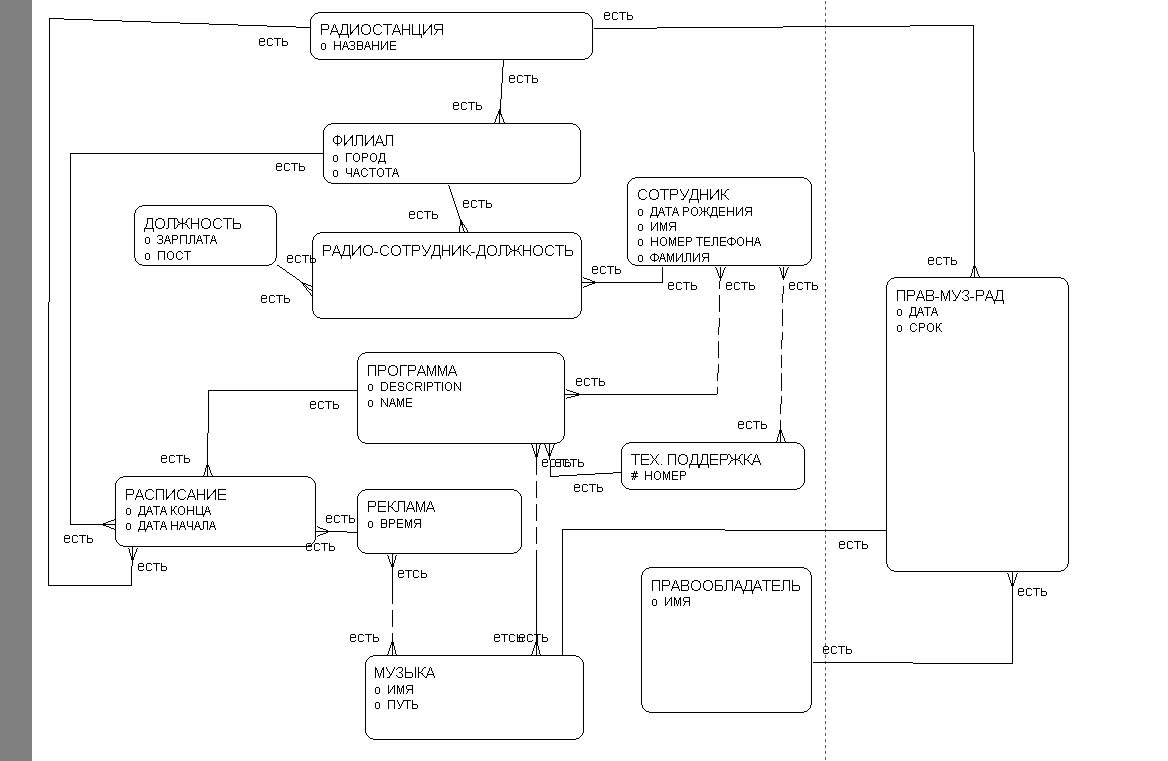 РАДИОСТАНЦИЯ
о НАЗВАНИЕ
есть
есть
есть
есть
ФИЛИАЛ
о ГОРОД
о ЧАСТОТА
есть
есть
есть
ДОЛЖНОСТЬ
о ЗАРПЛАТА
о ПОСТ
есть
есть
РАДИО-СОТРУДНИК-ДОЛЖНОСТЬ
есть
СОТРУДНИК
о ДАТА РОЖДЕНИЯ
о ИМЯ
о НОМЕР ТЕЛЕФОНА
о ФАМИЛИЯ
есть
есть
есть
есть
ПРАВ-МУЗ-РАД
о ДАТА
о СРОК
ПРОГРАММА
о DESCRIPTION
о NAME
есть
есть
есть
есть
есть
есть
есть
ТЕХ. ПОДДЕРЖКА
# НОМЕР
есть
РАСПИСАНИЕ
о ДАТА КОНЦА
о ДАТА НАЧАЛА
есть
есть
есть
есть
РЕКЛАМА
о ВРЕМЯ
етсь
есть
етсь
есть
есть
МУЗЫКА
о ИМЯ
о ПУТЬ
ПРАВООБЛАДАТЕЛЬ
о ИМЯ
есть
есть